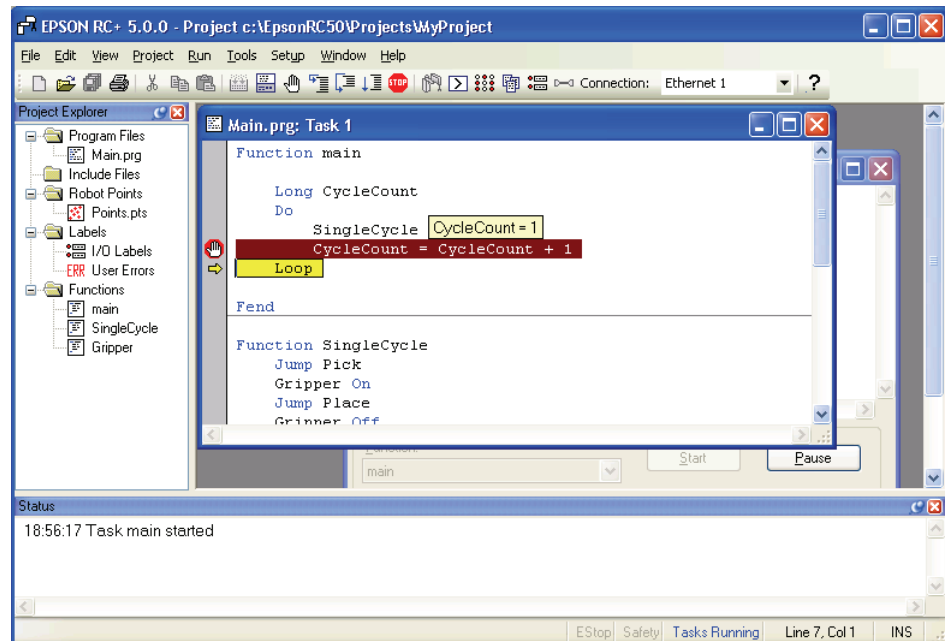 EPSON RC+ 5.0.0 - Project c:\EpsonRC50\Projects\MyProject
File Edit View Project Run Tools Setup Window Help
STOP Connection: Ethernet 1 ?
Project Explorer
Program Files
Main.prg
Include Files
Robot Points
Points.pts
Labels
I/O Labels
ERR User Errors
Functions
main
SingleCycle
Gripper
Main.prg: Task 1
Function main
Long CycleCount
Do
SingleCycle CycleCount = 1
CycleCount = CycleCount + 1
Loop
Fend
Function SingleCycle
Jump Pick
Gripper On
Jump Place
Gripper Off
Function:
main
Start
Pause
Status
18:56:17 Task main started
EStop Safety Tasks Running Line 7, Col 1 INS